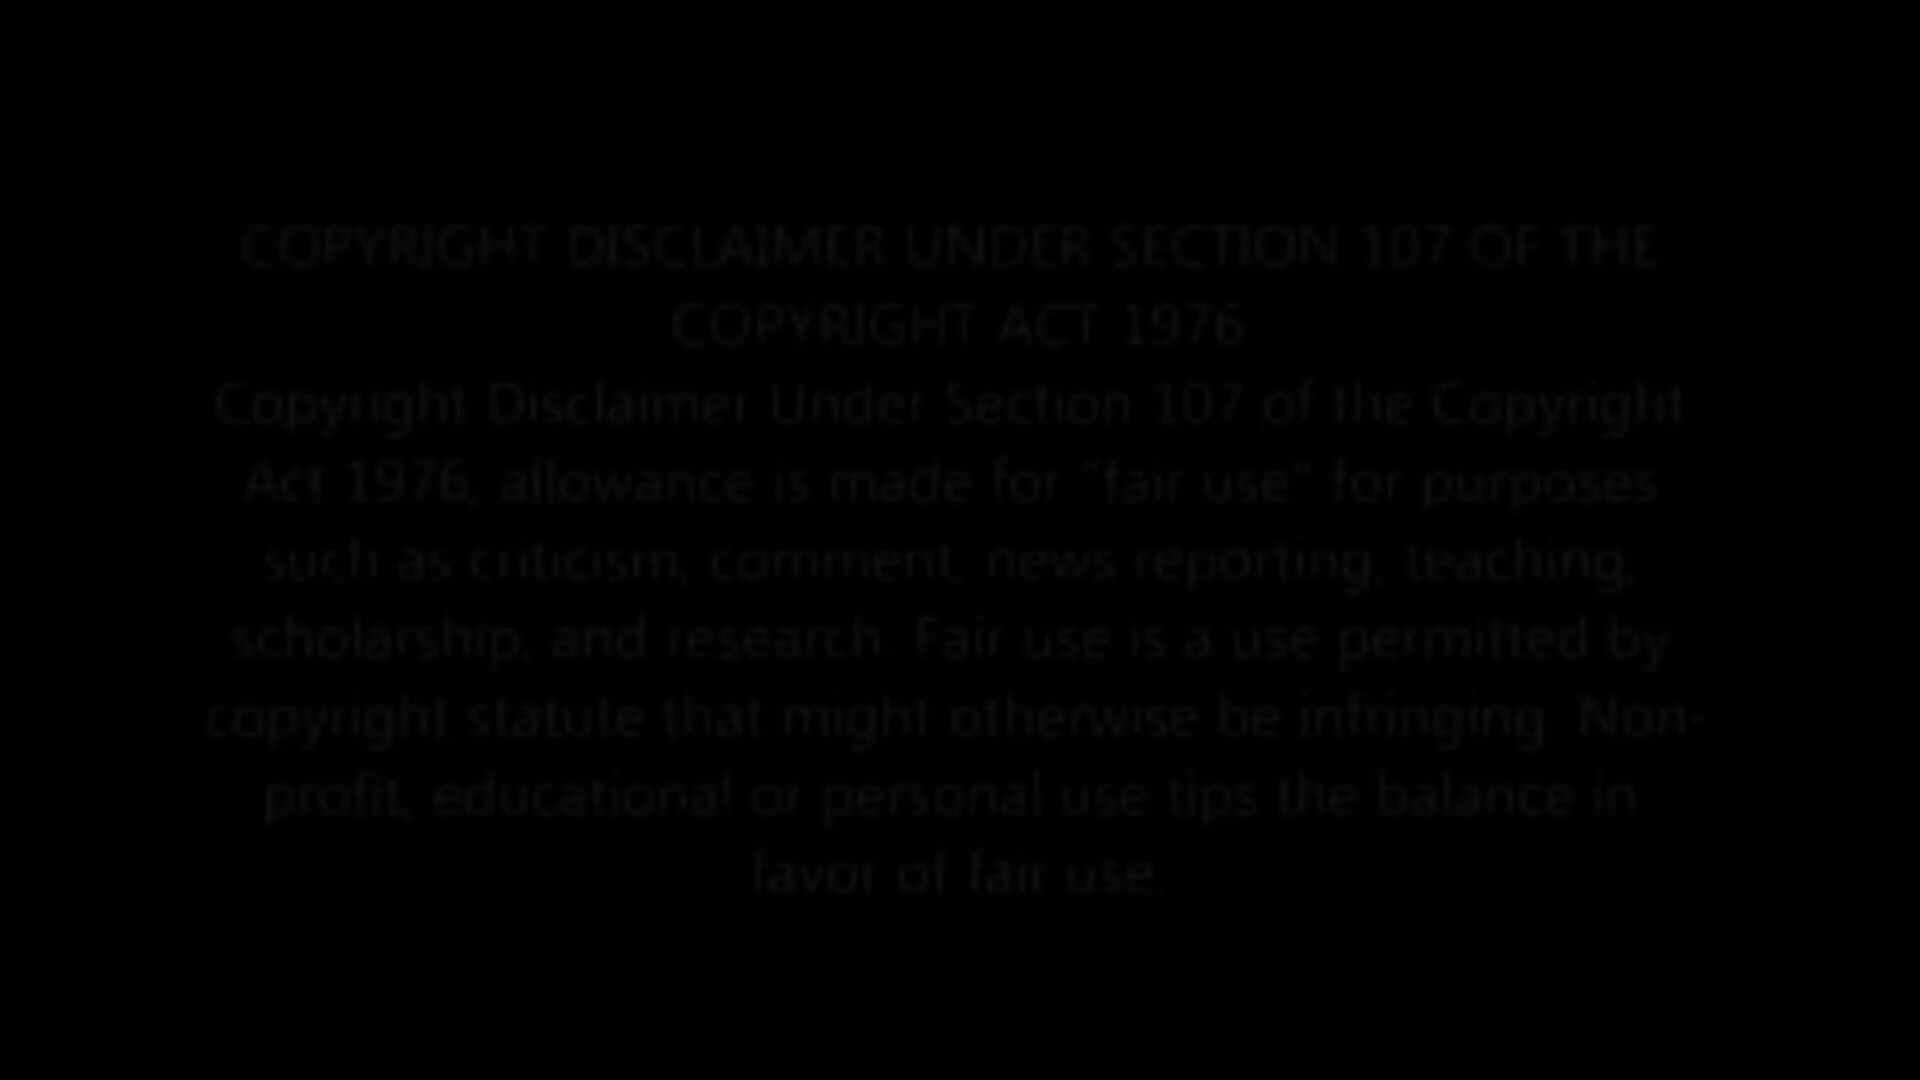 COPYRIGHT DISCLAIMER UNDER SECTION 107 OF THE
COPYRIGHT ACT 1976
Copyright Disclaimer Under Section 107 of the Copyright
Act 1976, allowance is made for "fair use" for purposes
such as criticism, comment, news reporting, teaching,
scholarship, and research. Fair use is a use permitted by
copyright statute that might otherwise be infringing. Non-
profit, educational or personal use tips the balance in
favor of fair use.